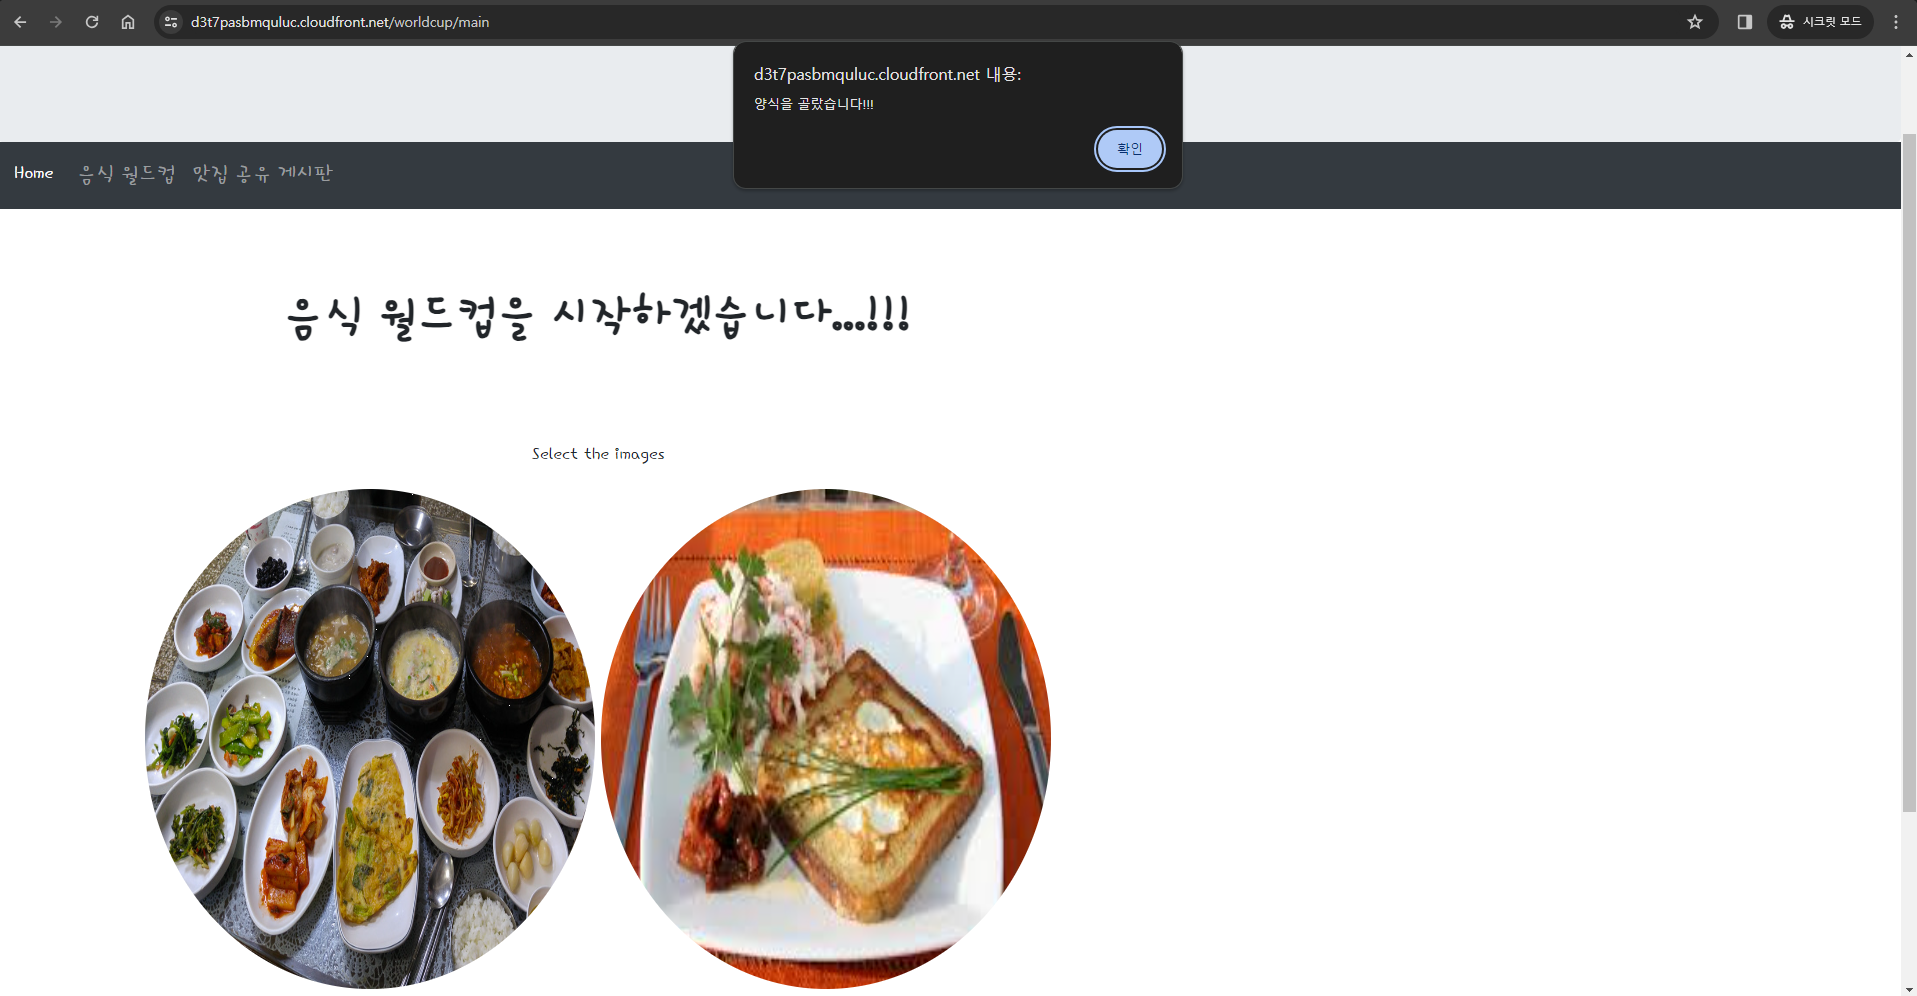 d3t7pasbmquluc.cloudfront.net/worldcup/main
시크릿 모드
d3t7pasbmquluc.cloudfront.net 내용:
양식을 골랐습니다!!!
확인
Home 음식 월드컵 맛집 공유 게시판
음식 월드컵을 시작하겠습니다...!!!
Select the images